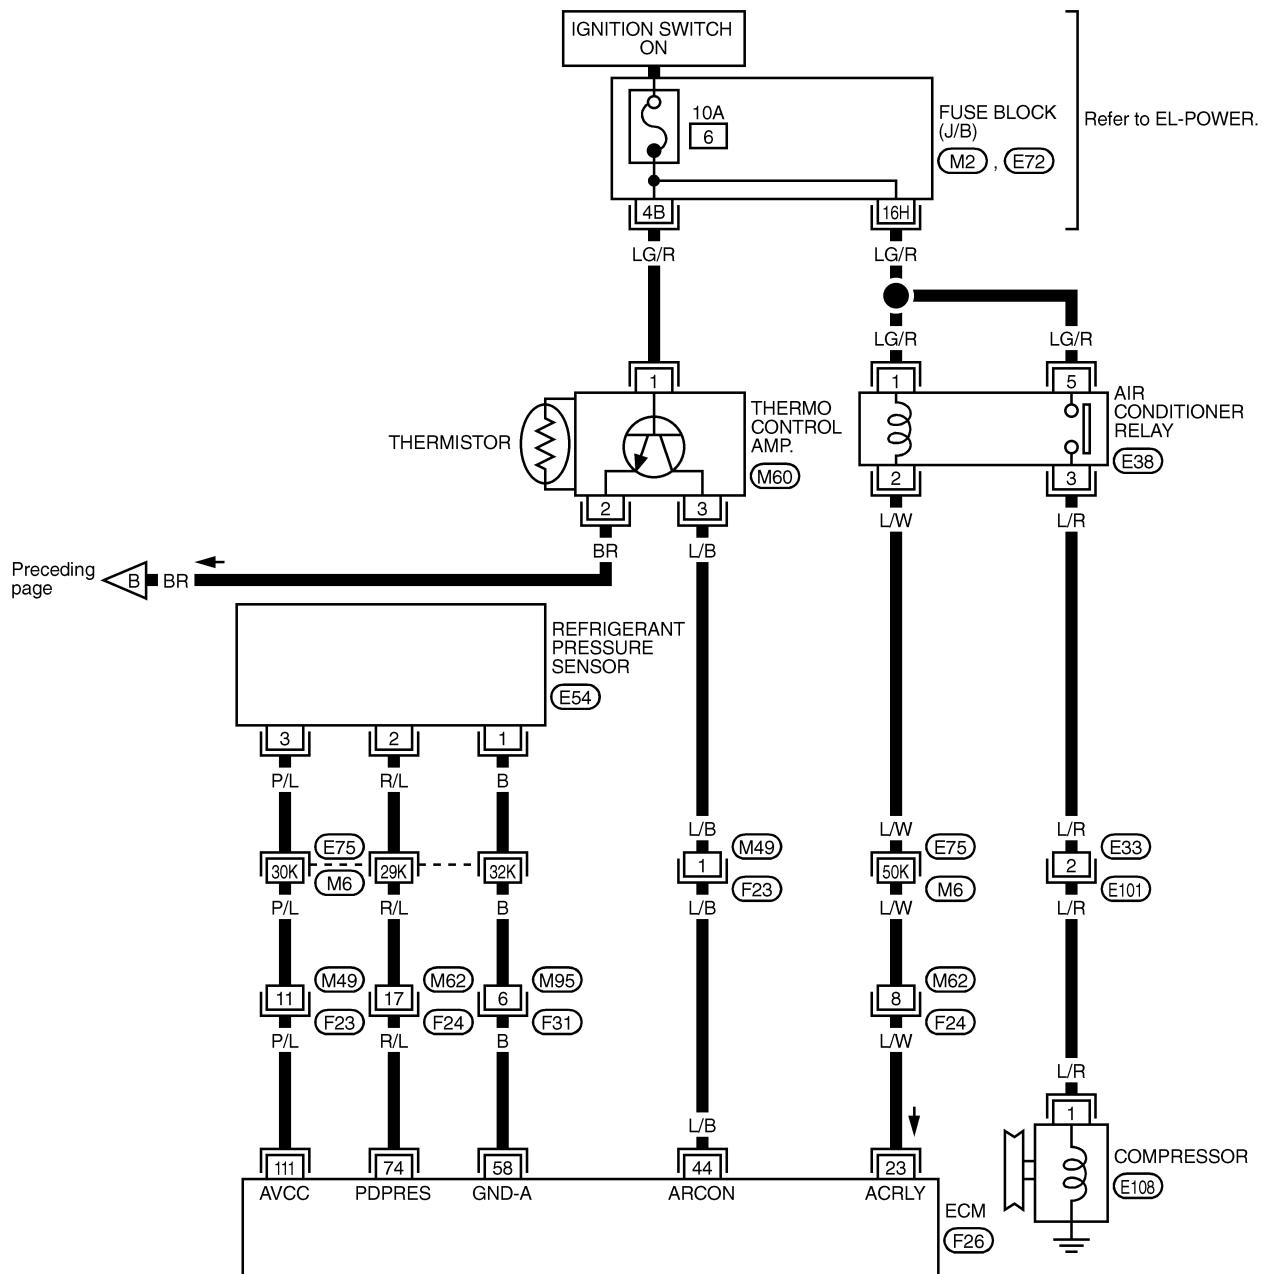 IGNITION SWITCH
ON
10A
6
FUSE BLOCK
(J/B)
M2 , E72
Refer to EL-POWER.
4B
16H
LG/R
LG/R
LG/R
LG/R
1
1
5
THERMISTOR
THERMO
CONTROL
AMP.
M60
AIR
CONDITIONER
RELAY
E38
2
3
2
3
BR
L/B
L/W
L/R
Preceding
page
B
BR
REFRIGERANT
PRESSURE
SENSOR
E54
3
2
1
P/L
R/L
B
L/B
L/W
L/R
30K
E75
M6
29K
32K
1
M49
F23
50K
E75
M6
2
E33
E101
P/L
R/L
B
L/B
L/W
L/R
11
M49
F23
17
M62
F24
6
M95
F31
8
M62
F24
P/L
R/L
B
L/W
L/R
L/B
1
111
74
58
44
23
AVCC
PDPRES
GND-A
ARCON
ACRLY
ECM
F26
COMPRESSOR
E108